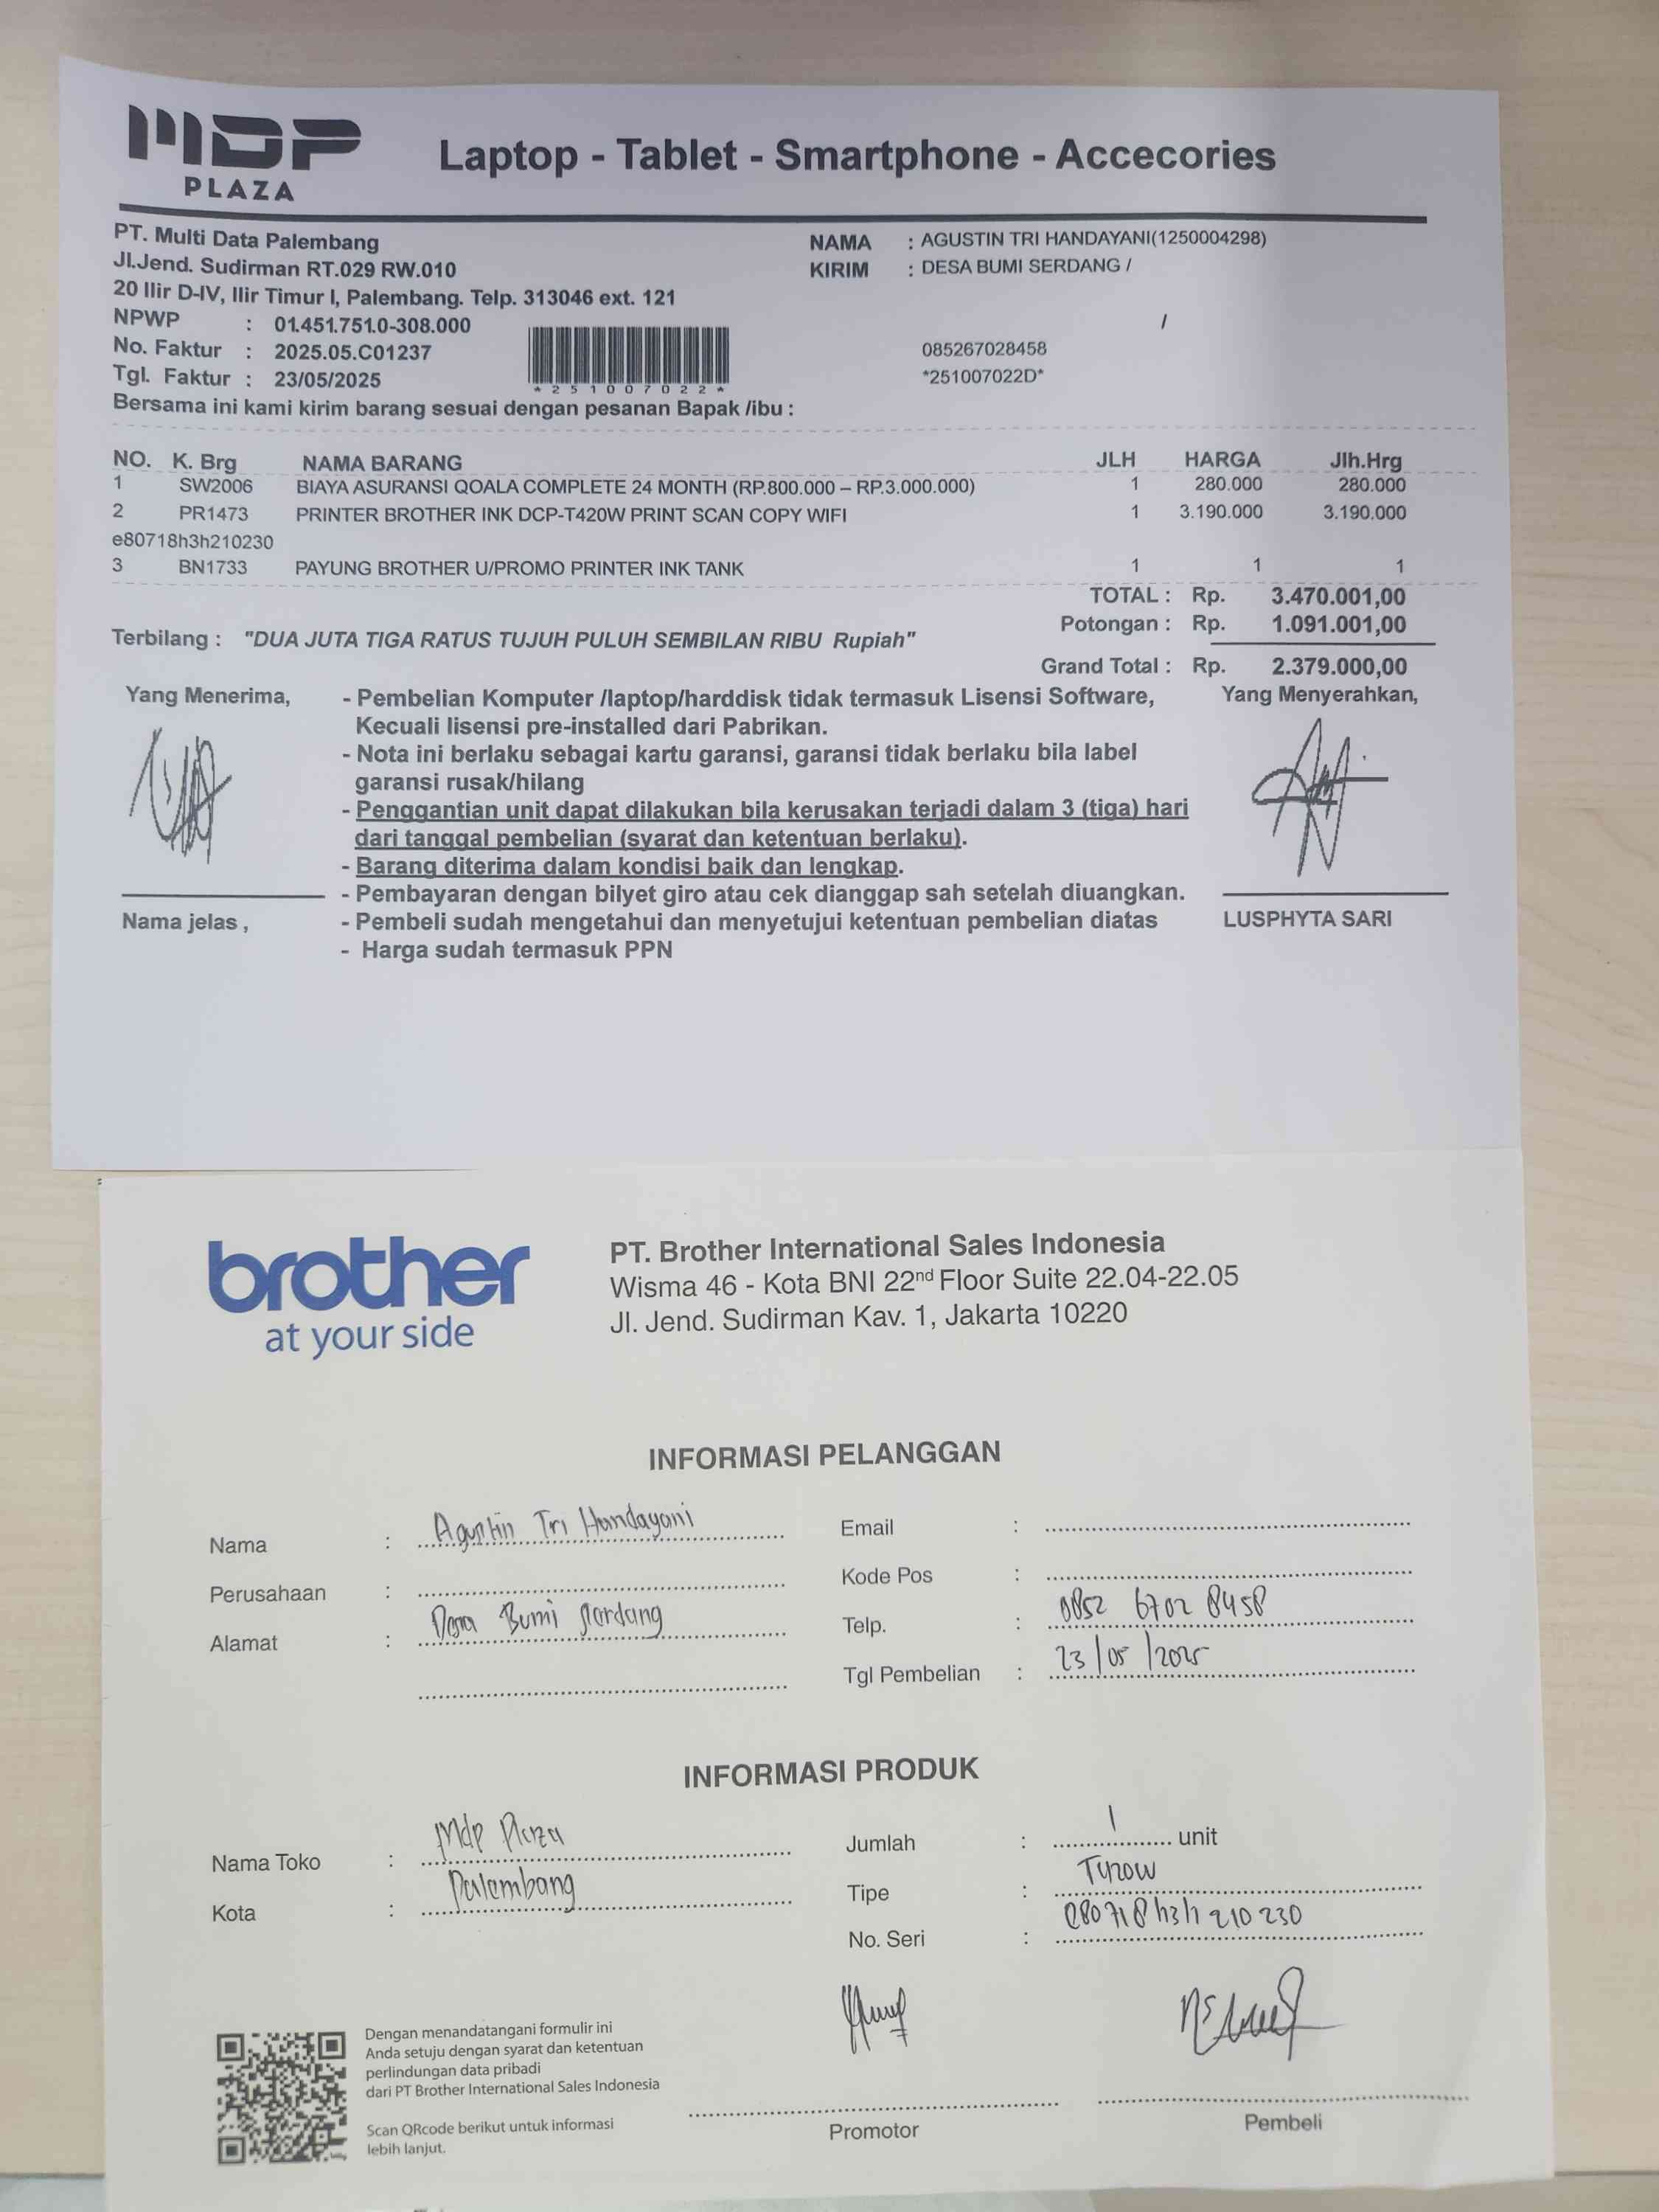 MDP PLAZA
Laptop - Tablet - Smartphone - Accecories
PT. Multi Data Palembang
Jl.Jend. Sudirman RT.029 RW.010
20 Ilir D-IV, Ilir Timur I, Palembang. Telp. 313046 ext. 121
NPWP : 01.451.751.0-308.000
No. Faktur : 2025.05.C01237
Tgl. Faktur : 23/05/2025
*251007022*
NAMA : AGUSTIN TRI HANDAYANI(1250004298)
KIRIM : DESA BUMI SERDANG /
/
085267028458
*251007022D*
Bersama ini kami kirim barang sesuai dengan pesanan Bapak /ibu :
NO. K. Brg NAMA BARANG JLH HARGA Jlh.Hrg
1 SW2006 BIAYA ASURANSI QOALA COMPLETE 24 MONTH (RP.800.000 – RP.3.000.000) 1 280.000 280.000
2 PR1473 PRINTER BROTHER INK DCP-T420W PRINT SCAN COPY WIFI 1 3.190.000 3.190.000
e80718h3h210230
3 BN1733 PAYUNG BROTHER U/PROMO PRINTER INK TANK 1 1 1
TOTAL : Rp. 3.470.001,00
Potongan : Rp. 1.091.001,00
Terbilang : "DUA JUTA TIGA RATUS TUJUH PULUH SEMBILAN RIBU Rupiah"
Grand Total : Rp. 2.379.000,00
Yang Menerima,
- Pembelian Komputer /laptop/harddisk tidak termasuk Lisensi Software,
Kecuali lisensi pre-installed dari Pabrikan.
- Nota ini berlaku sebagai kartu garansi, garansi tidak berlaku bila label
garansi rusak/hilang
- Penggantian unit dapat dilakukan bila kerusakan terjadi dalam 3 (tiga) hari
dari tanggal pembelian (syarat dan ketentuan berlaku).
- Barang diterima dalam kondisi baik dan lengkap.
- Pembayaran dengan bilyet giro atau cek dianggap sah setelah diuangkan.
- Pembeli sudah mengetahui dan menyetujui ketentuan pembelian diatas
- Harga sudah termasuk PPN
Nama jelas ,
Yang Menyerahkan,
LUSPHYTA SARI
brother
at your side
PT. Brother International Sales Indonesia
Wisma 46 - Kota BNI 22nd Floor Suite 22.04-22.05
Jl. Jend. Sudirman Kav. 1, Jakarta 10220
INFORMASI PELANGGAN
Nama : Agustin Tri Handayani
Perusahaan :
Alamat : Desa Bumi Serdang
Email :
Kode Pos :
Telp. : 0852 6702 8458
Tgl Pembelian : 23/05/2025
INFORMASI PRODUK
Nama Toko : Mdp Plaza
Kota : Palembang
Jumlah : 1 unit
Tipe : T420W
No. Seri : e80718h3h210230
Dengan menandatangani formulir ini
Anda setuju dengan syarat dan ketentuan
perlindungan data pribadi
dari PT Brother International Sales Indonesia
Scan QRcode berikut untuk informasi
lebih lanjut.
Promotor
Pembeli